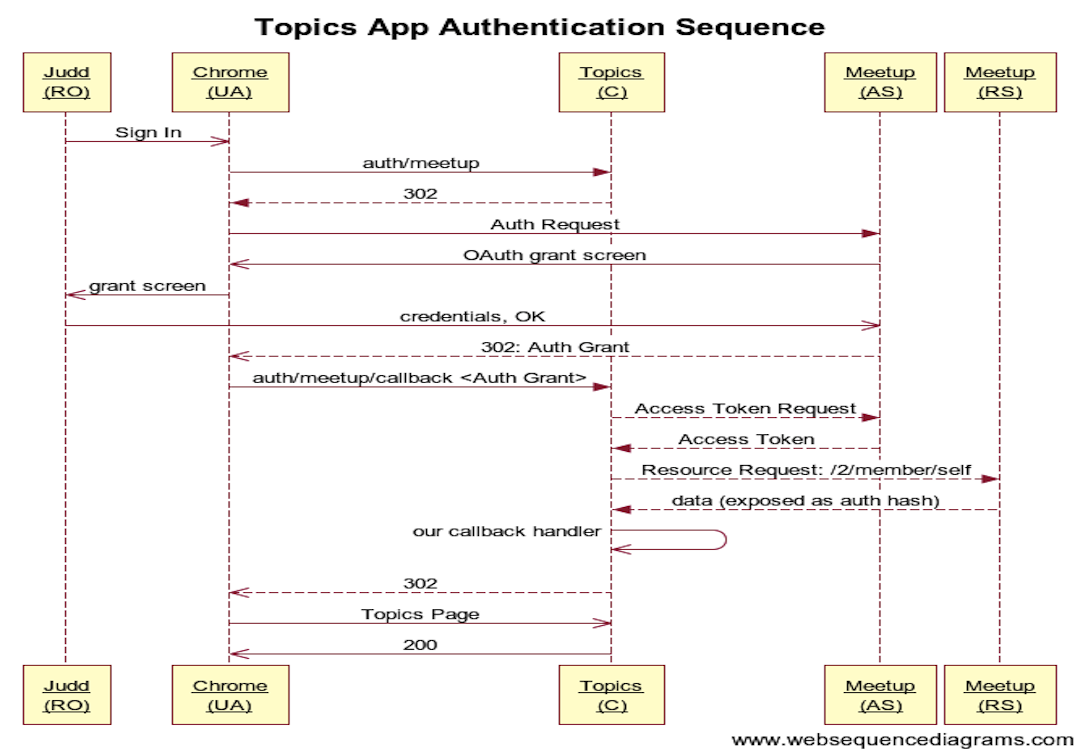 Topics App Authentication Sequence
Judd
(RO)
Chrome
(UA)
Topics
(C)
Meetup
(AS)
Meetup
(RS)
Sign In
auth/meetup
302
Auth Request
OAuth grant screen
grant screen
credentials, OK
302: Auth Grant
auth/meetup/callback <Auth Grant>
Access Token Request
Access Token
Resource Request: /2/member/self
data (exposed as auth hash)
our callback handler
302
Topics Page
200
Judd
(RO)
Chrome
(UA)
Topics
(C)
Meetup
(AS)
Meetup
(RS)
www.websequencediagrams.com